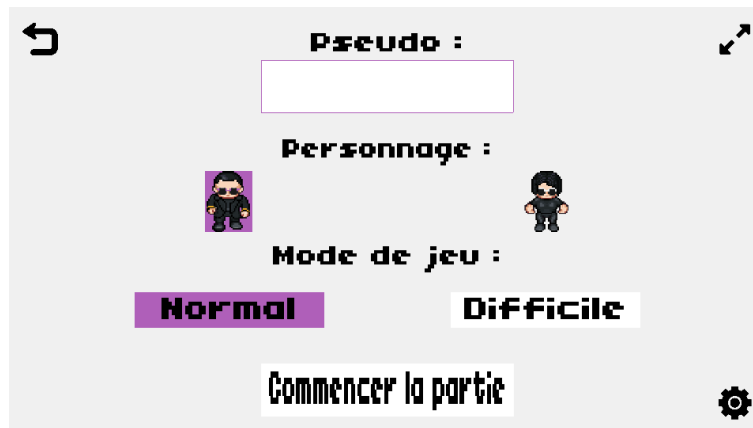 Pseudo :
Personnage :
Mode de jeu :
Normal
Difficile
Commencer la partie